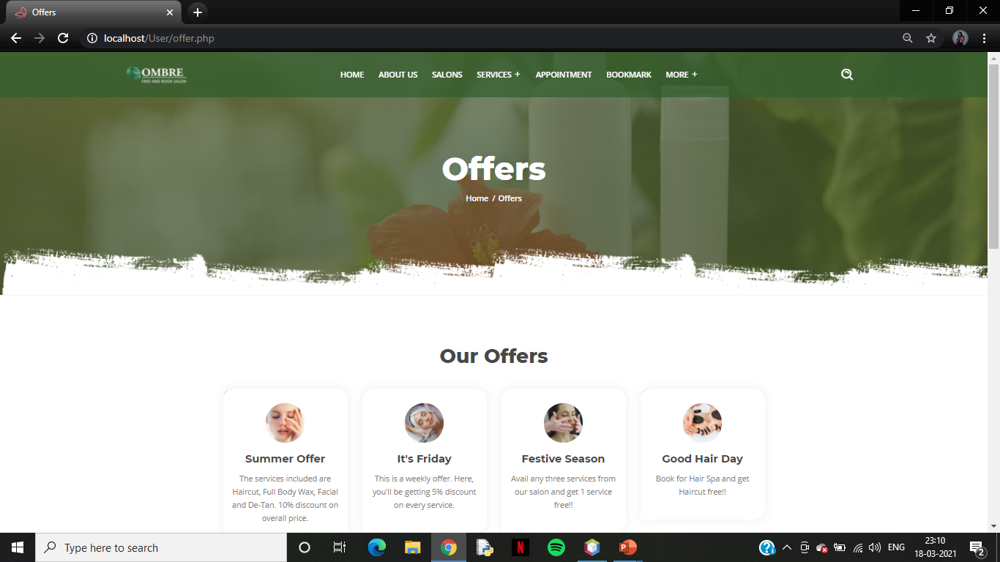 Offers
localhost/User/offer.php
OMBRE
FIND AND BOOK SALON
HOME ABOUT US SALONS SERVICES + APPOINTMENT BOOKMARK MORE +
Offers
Home / Offers
Our Offers
Summer Offer
The services included are
Haircut, Full Body Wax, Facial
and De-Tan. 10% discount on
overall price.
It's Friday
This is a weekly offer. Here,
you'll be getting 5% discount
on every service.
Festive Season
Avail any three services from
our salon and get 1 service
free!!
Good Hair Day
Book for Hair Spa and get
Haircut free!!
Type here to search
ENG
23:10
18-03-2021
2